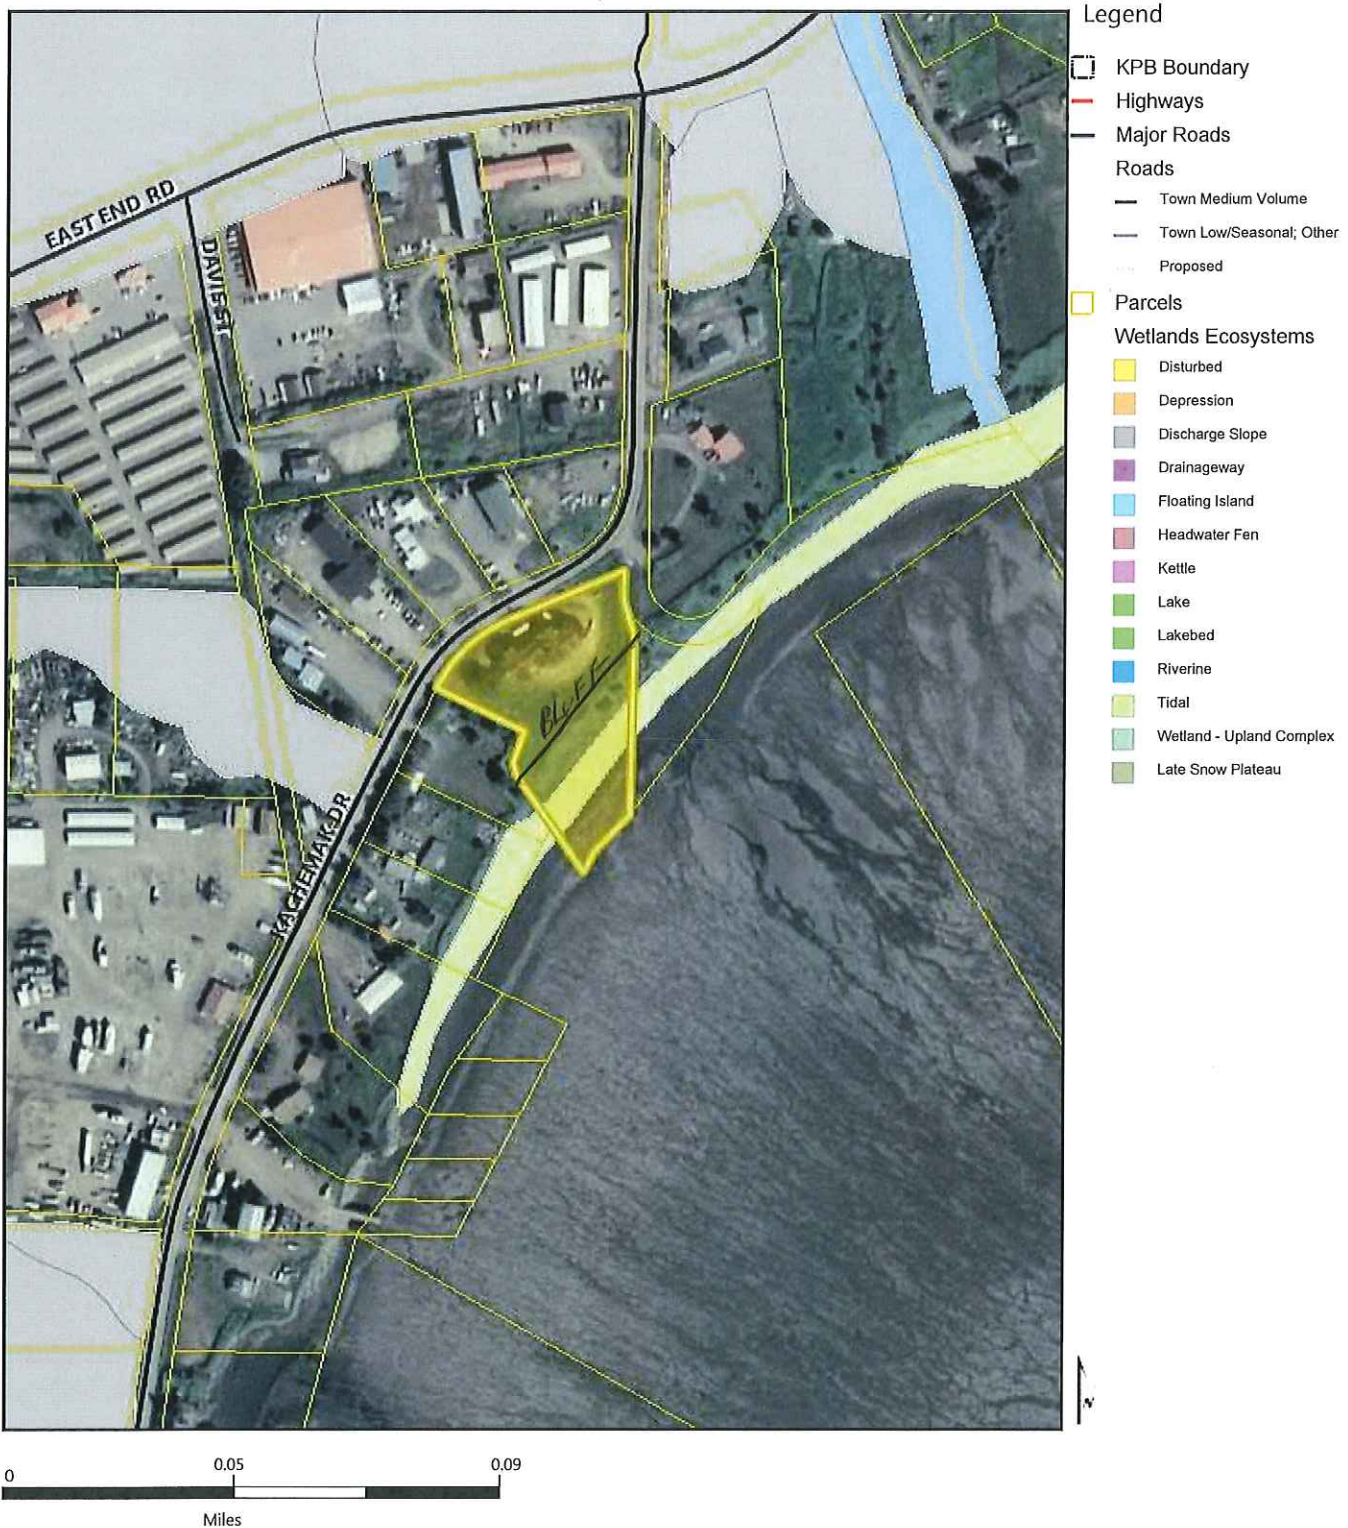 Legend
KPB Boundary
Highways
Major Roads
Roads
Town Medium Volume
Town Low/Seasonal; Other
Proposed
Parcels
Wetlands Ecosystems
Disturbed
Depression
Discharge Slope
Drainageway
Floating Island
Headwater Fen
Kettle
Lake
Lakebed
Riverine
Tidal
Wetland - Upland Complex
Late Snow Plateau
EAST END RD
DAVIS ST
BLUFF
KACHEMAK DR
N
0
0.05
0.09
Miles